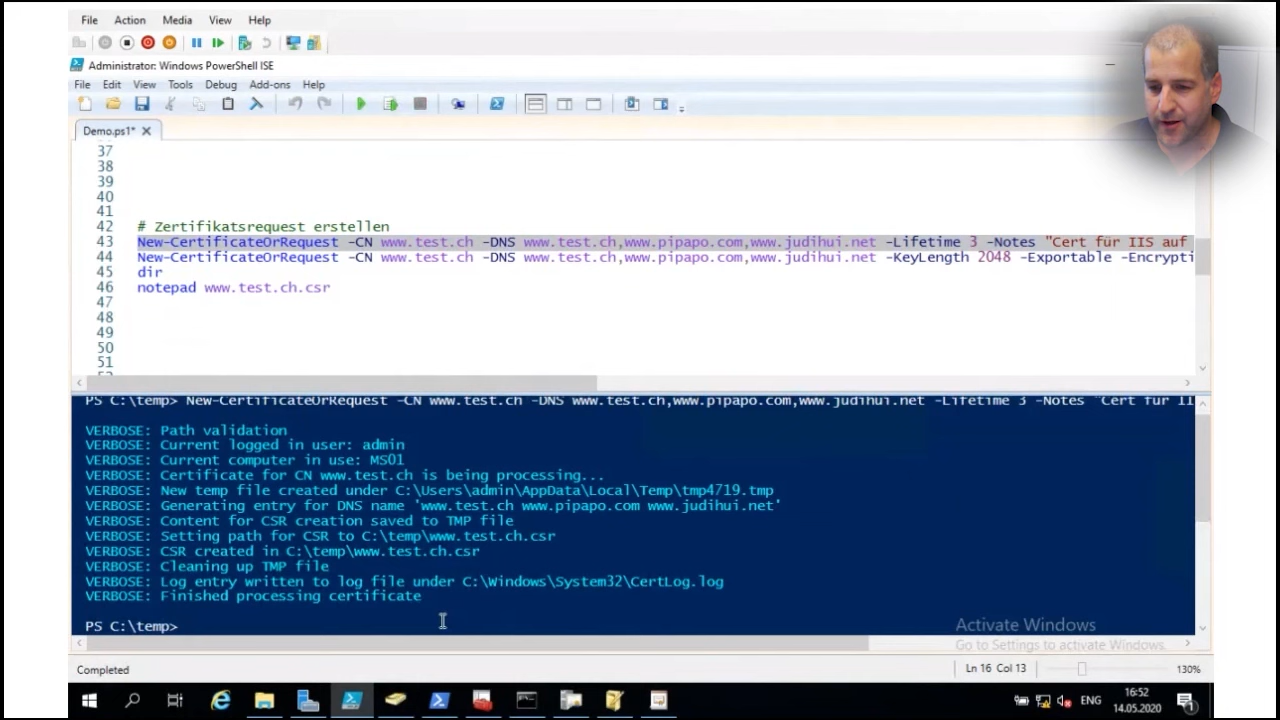 File Action Media View Help
Administrator: Windows PowerShell ISE
File Edit View Tools Debug Add-ons Help
Demo.ps1*
37
38
39
40
41
42 # Zertifikatsrequest erstellen
43 New-CertificateOrRequest -CN www.test.ch -DNS www.test.ch,www.pipapo.com,www.judihui.net -Lifetime 3 -Notes "Cert für IIS auf
44 New-CertificateOrRequest -CN www.test.ch -DNS www.test.ch,www.pipapo.com,www.judihui.net -KeyLength 2048 -Exportable -Encrypti
45 dir
46 notepad www.test.ch.csr
47
48
49
50
51
PS C:\temp> New-CertificateOrRequest -CN www.test.ch -DNS www.test.ch,www.pipapo.com,www.judihui.net -Lifetime 3 -Notes "Cert für II
VERBOSE: Path validation
VERBOSE: Current logged in user: admin
VERBOSE: Current computer in use: MS01
VERBOSE: Certificate for CN www.test.ch is being processing...
VERBOSE: New temp file created under C:\Users\admin\AppData\Local\Temp\tmp4719.tmp
VERBOSE: Generating entry for DNS name 'www.test.ch www.pipapo.com www.judihui.net'
VERBOSE: Content for CSR creation saved to TMP file
VERBOSE: Setting path for CSR to C:\temp\www.test.ch.csr
VERBOSE: CSR created in C:\temp\www.test.ch.csr
VERBOSE: Cleaning up TMP file
VERBOSE: Log entry written to log file under C:\Windows\System32\CertLog.log
VERBOSE: Finished processing certificate
PS C:\temp>
Activate Windows
Go to Settings to activate Windows.
Completed Ln 16 Col 13 130%
ENG 16:52
14.05.2020 1